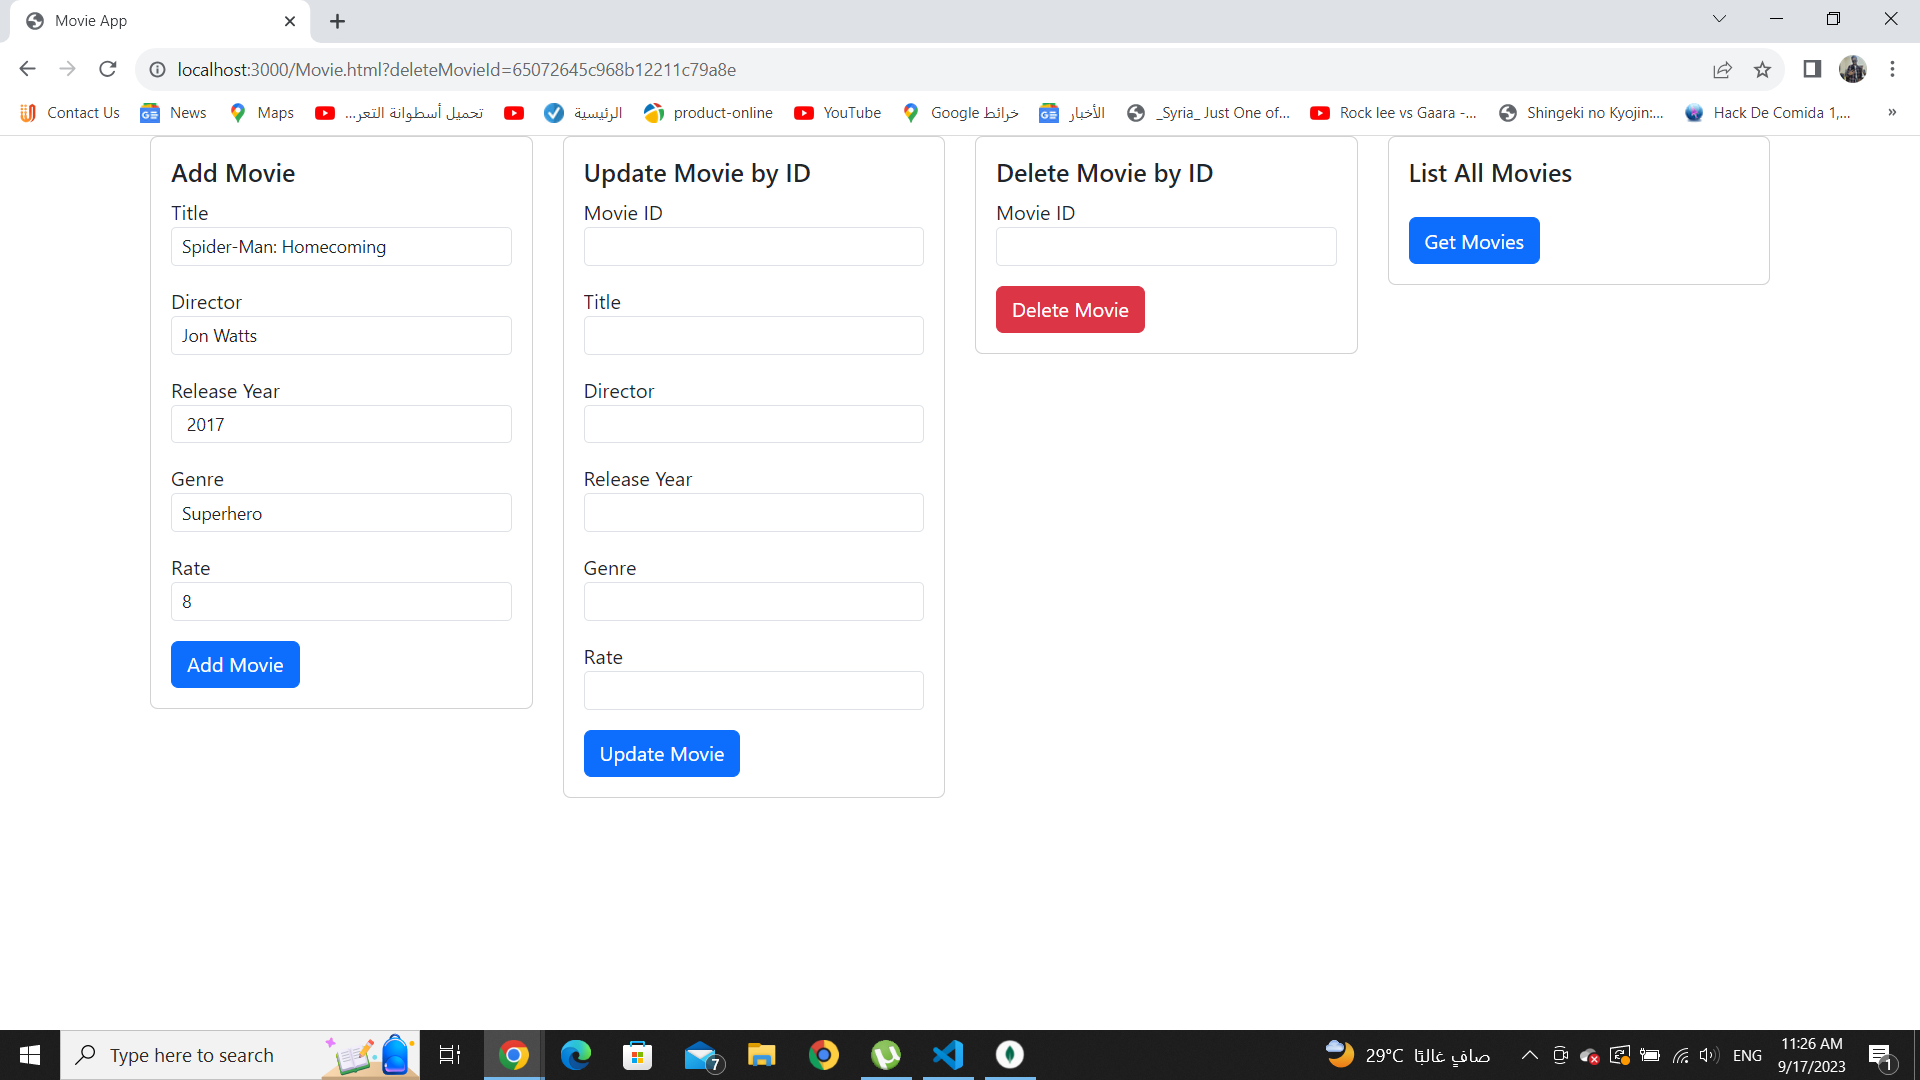 Movie App
localhost:3000/Movie.html?deleteMovieId=65072645c968b12211c79a8e
Contact Us
News
Maps
تحميل أسطوانة التعر...
الرئيسية
product-online
YouTube
خرائط Google
الأخبار
_Syria_ Just One of...
Rock lee vs Gaara -...
Shingeki no Kyojin:...
Hack De Comida 1,...
»
Add Movie
Title
Spider-Man: Homecoming
Director
Jon Watts
Release Year
2017
Genre
Superhero
Rate
8
Add Movie
Update Movie by ID
Movie ID
Title
Director
Release Year
Genre
Rate
Update Movie
Delete Movie by ID
Movie ID
Delete Movie
List All Movies
Get Movies
Type here to search
7
29°C صافٍ غالبًا
ENG
11:26 AM
9/17/2023
1